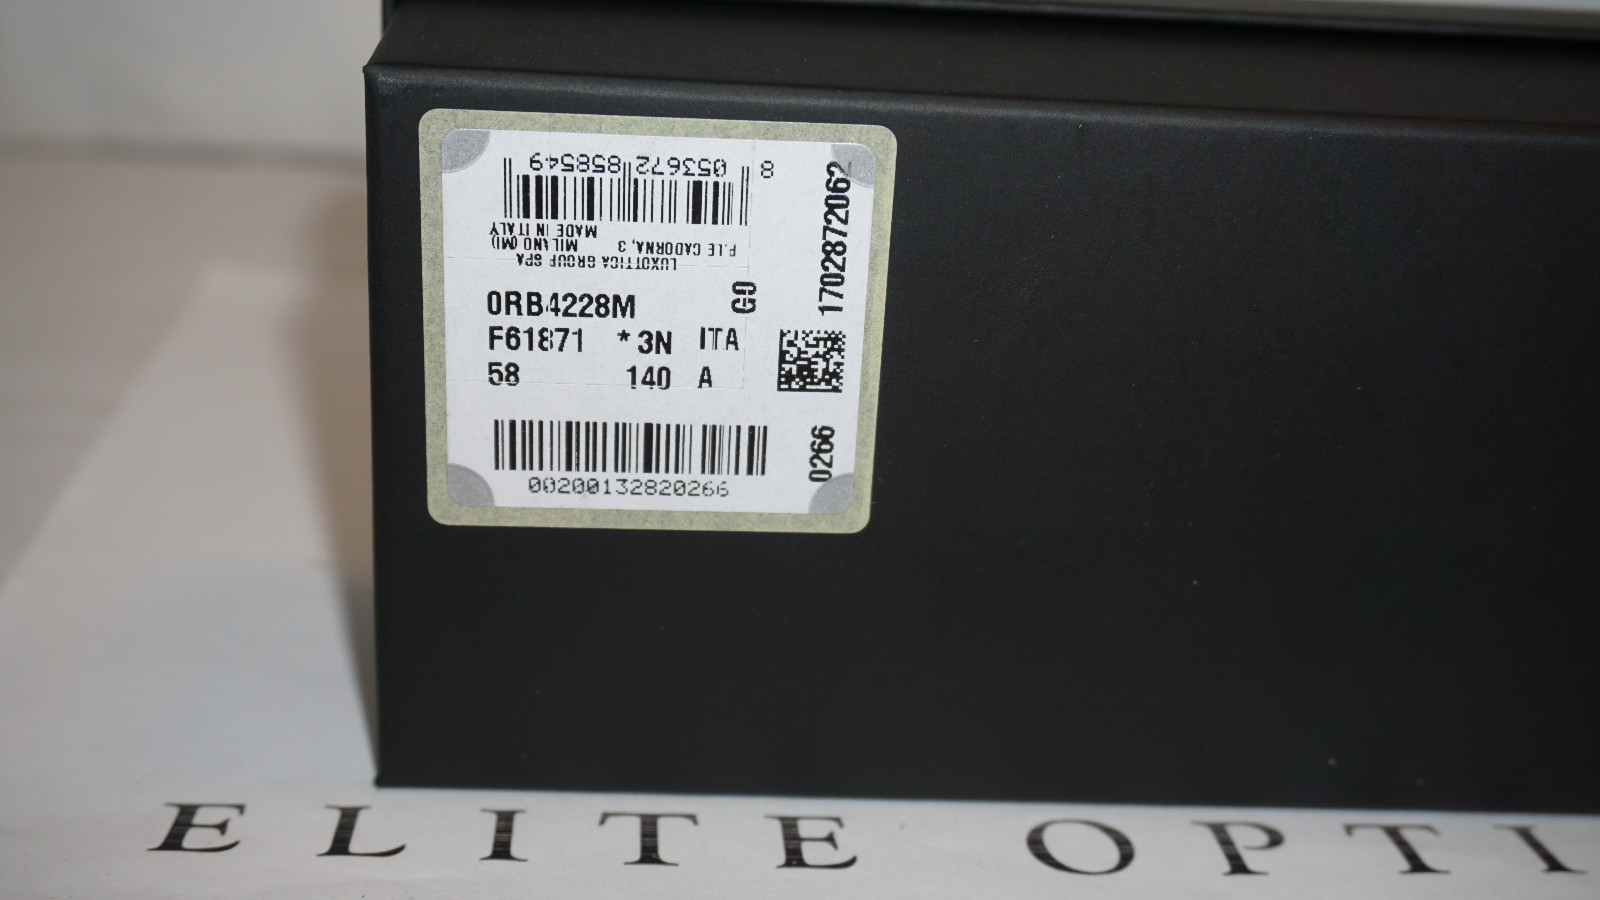 8 053672 858549
MADE IN ITALY
P.LE CADORNA, 3 MILANO (MI)
LUXOTTICA GROUP SPA
0RB4228M G0
F61871 * 3N ITA
58 140 A
00200132820266
1702872062
0266
ELITE OPTI